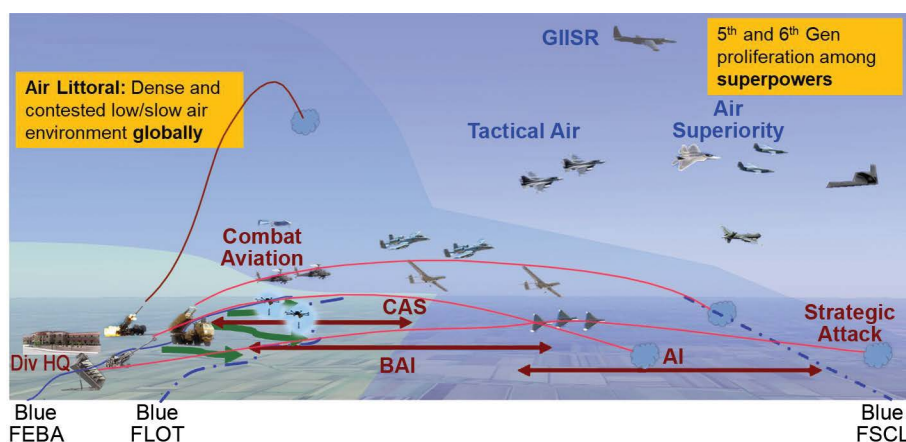 GIISR
5th and 6th Gen
proliferation among
superpowers
Air Littoral: Dense and
contested low/slow air
environment globally
Tactical Air
Air
Superiority
Combat
Aviation
CAS
Strategic
Attack
Div HQ
BAI
AI
Blue
FEBA
Blue
FLOT
Blue
FSCL